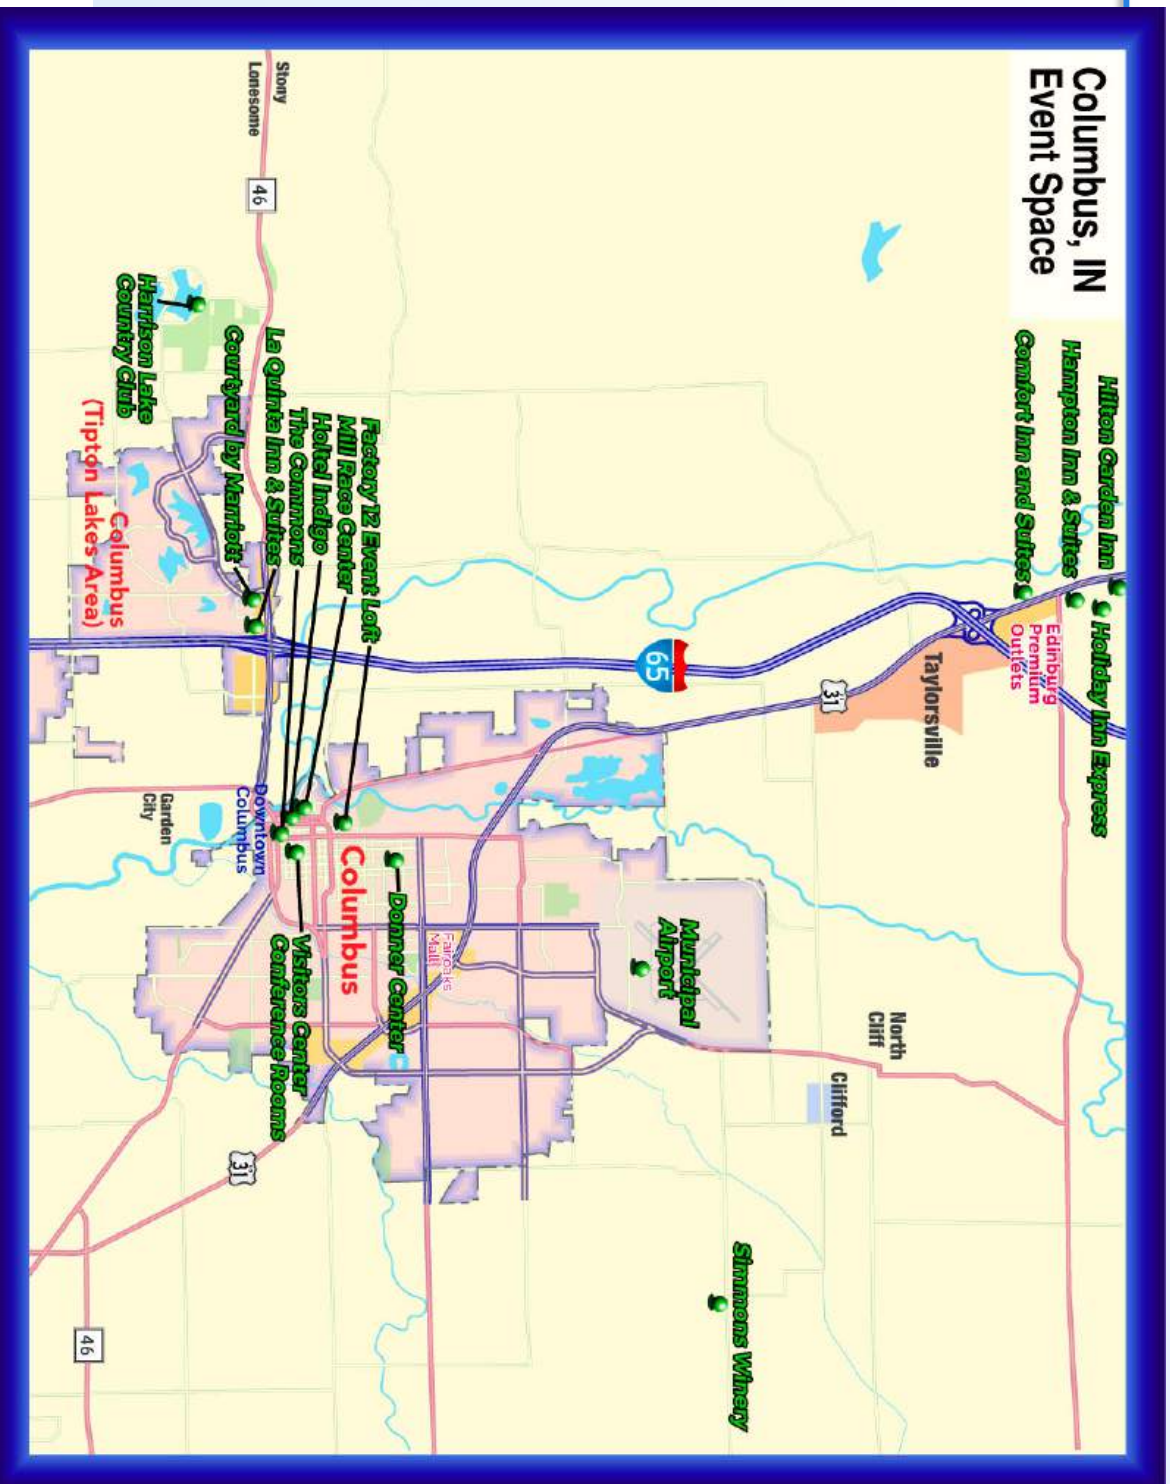 Columbus, IN
Event Space
Hilton Garden Inn
Hampton Inn & Suites
Comfort Inn and Suites
Holiday Inn Express
Edinburg
Premium
Outlets
Taylorsville
31
65
North
Cliff
Clifford
Municipal
Airport
Simmons Winery
Stony
Lonesome
46
Harrison Lake
Country Club
Factory 12 Event Loft
Mill Race Center
Hotel Indigo
The Commons
La Quinta Inn & Suites
Courtyard by Marriott
Columbus
(Tipton Lakes Area)
Fairoaks
Mall
Donner Center
Columbus
Visitors Center
Conference Rooms
Downtown
Columbus
Garden
City
31
46